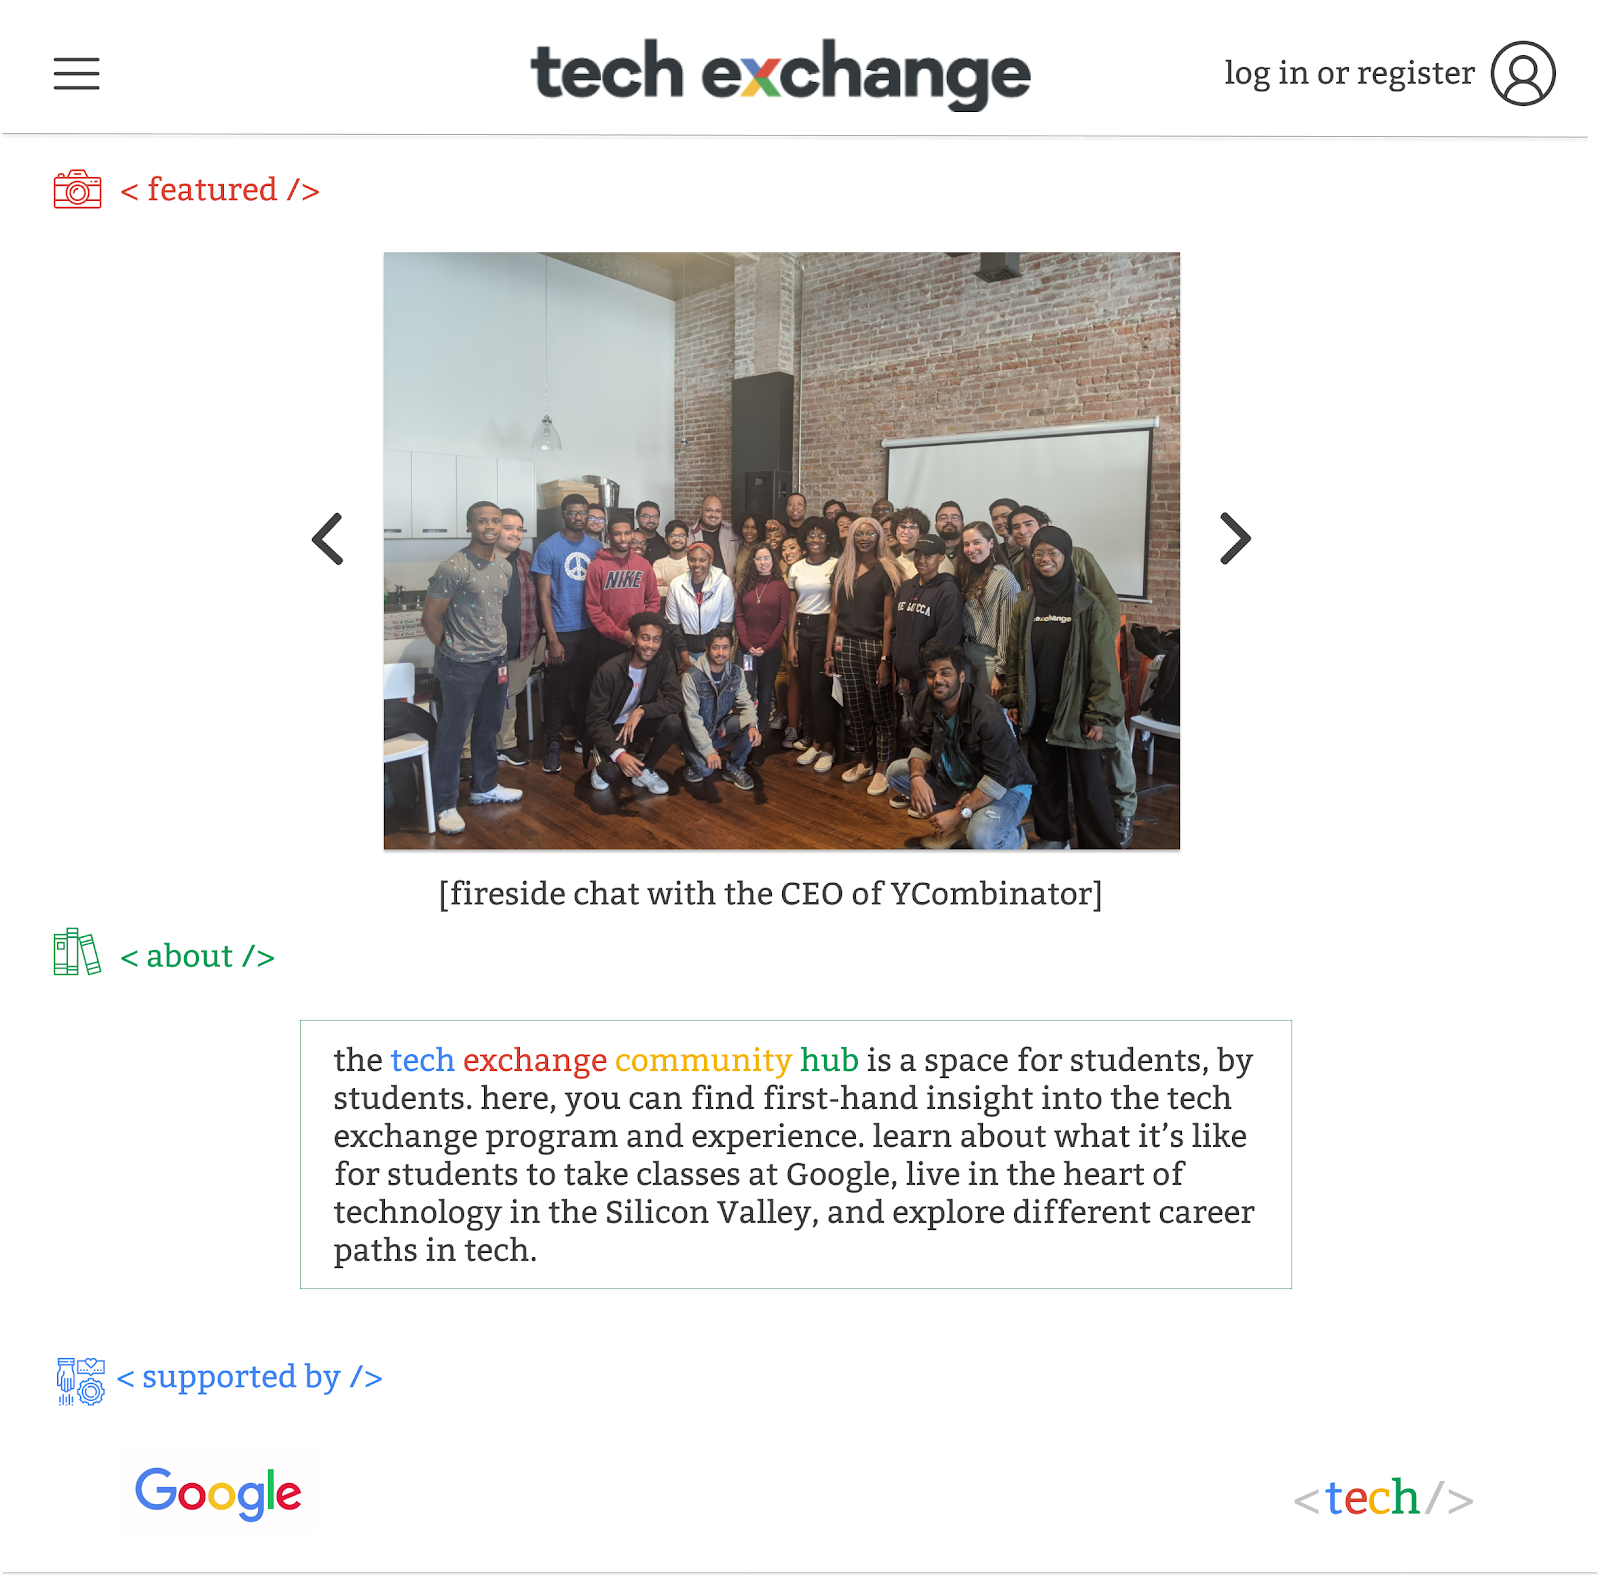 tech exchange
log in or register
< featured />
NIKE
exchange
[fireside chat with the CEO of YCombinator]
< about />
the tech exchange community hub is a space for students, by
students. here, you can find first-hand insight into the tech
exchange program and experience. learn about what it’s like
for students to take classes at Google, live in the heart of
technology in the Silicon Valley, and explore different career
paths in tech.
< supported by />
Google
<tech/>